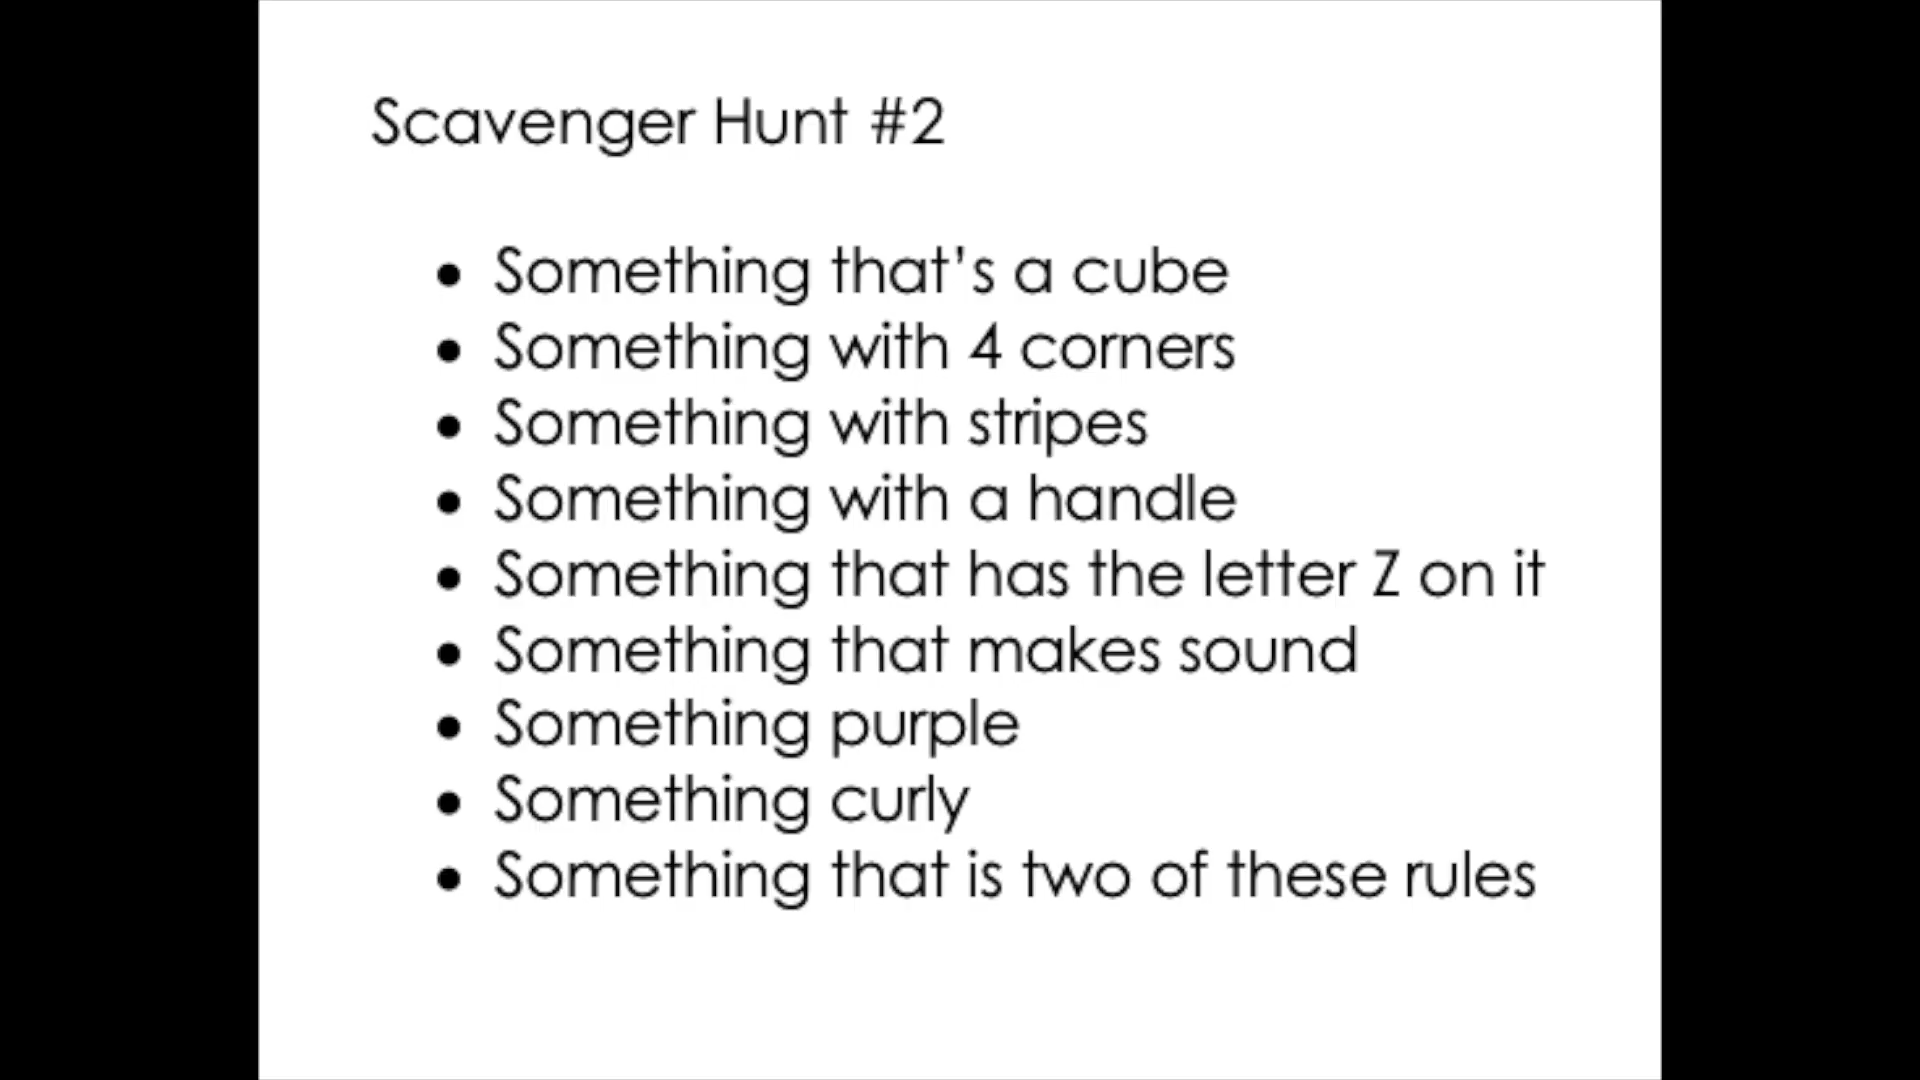 Scavenger Hunt #2
• Something that’s a cube
• Something with 4 corners
• Something with stripes
• Something with a handle
• Something that has the letter Z on it
• Something that makes sound
• Something purple
• Something curly
• Something that is two of these rules